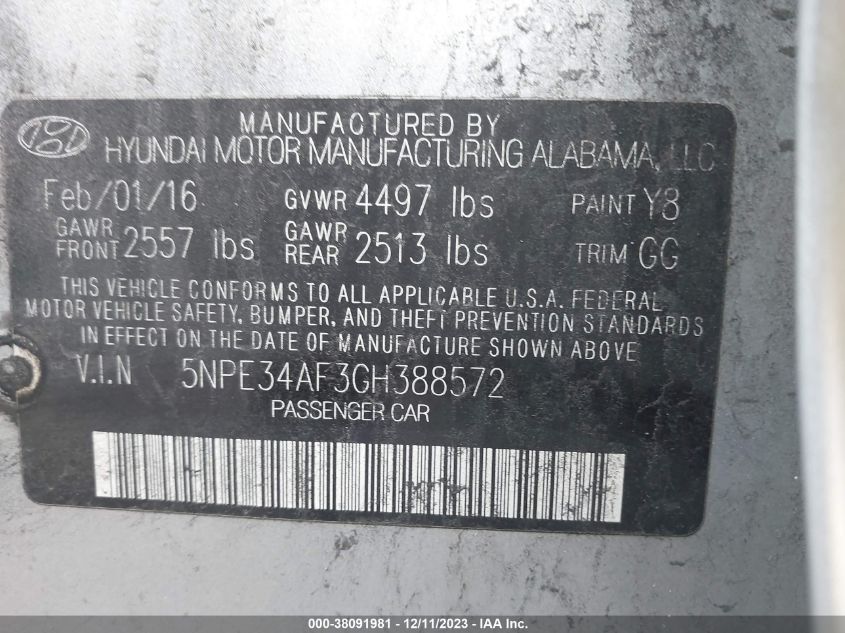 MANUFACTURED BY
HYUNDAI MOTOR MANUFACTURING ALABAMA, LLC
Feb/01/16 GVWR 4497 lbs PAINT Y8
GAWR FRONT 2557 lbs GAWR REAR 2513 lbs TRIM GG
THIS VEHICLE CONFORMS TO ALL APPLICABLE U.S.A. FEDERAL
MOTOR VEHICLE SAFETY, BUMPER, AND THEFT PREVENTION STANDARDS
IN EFFECT ON THE DATE OF MANUFACTURE SHOWN ABOVE
V.I.N 5NPE34AF3GH388572
PASSENGER CAR
000-38091981 - 12/11/2023 - IAA Inc.